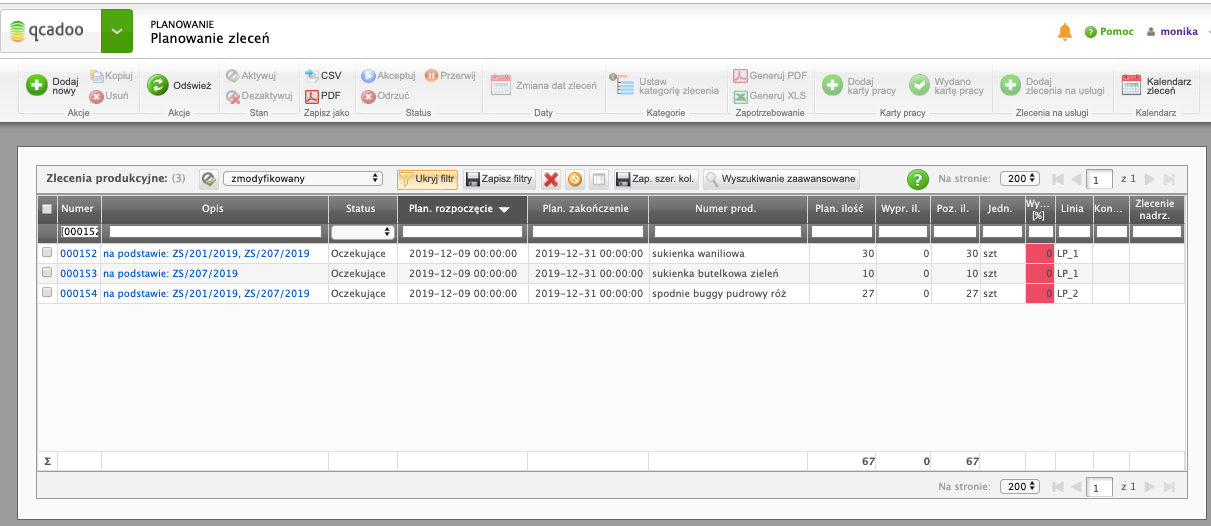 qcadoo
PLANOWANIE
Planowanie zleceń
Pomoc
monika
Dodaj nowy
Kopiuj
Usuń
Akcje
Odśwież
Akcje
Aktywuj
Dezaktywuj
Stan
CSV
PDF
Zapisz jako
Akceptuj
Przerwij
Odrzuć
Status
Zmiana dat zleceń
Daty
Ustaw kategorię zlecenia
Kategorie
Generuj PDF
Generuj XLS
Zapotrzebowanie
Dodaj karty pracy
Wydano kartę pracy
Karty pracy
Dodaj zlecenia na usługi
Zlecenia na usługi
Kalendarz zleceń
Kalendarz
Zlecenia produkcyjne: (3) zmodyfikowany Ukryj filtr Zapisz filtry Zap. szer. kol. Wyszukiwanie zaawansowane ? Na stronie: 200 1 z 1
Numer Opis Status Plan. rozpoczęcie Plan. zakończenie Numer prod. Plan. ilość Wypr. il. Poz. il. Jedn. Wy... [%] Linia Kon... Zlecenie nadrz.
[000152
000152 na podstawie: ZS/201/2019, ZS/207/2019 Oczekujące 2019-12-09 00:00:00 2019-12-31 00:00:00 sukienka waniliowa 30 0 30 szt 0 LP_1
000153 na podstawie: ZS/207/2019 Oczekujące 2019-12-09 00:00:00 2019-12-31 00:00:00 sukienka butelkowa zieleń 10 0 10 szt 0 LP_1
000154 na podstawie: ZS/201/2019, ZS/207/2019 Oczekujące 2019-12-09 00:00:00 2019-12-31 00:00:00 spodnie buggy pudrowy róż 27 0 27 szt 0 LP_2
Σ 67 0 67
Na stronie: 200 1 z 1